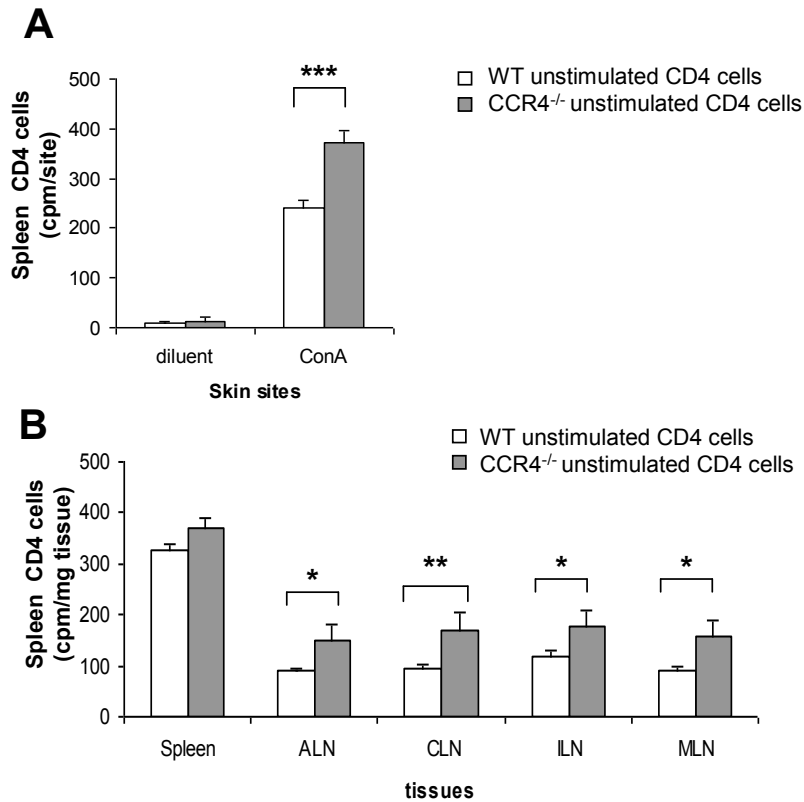 A
WT unstimulated CD4 cells
CCR4-/- unstimulated CD4 cells
***
500
400
300
200
100
0
Spleen CD4 cells
(cpm/site)
diluent
ConA
Skin sites
B
WT unstimulated CD4 cells
CCR4-/- unstimulated CD4 cells
500
400
300
200
100
0
Spleen CD4 cells
(cpm/mg tissue)
*
**
*
*
Spleen
ALN
CLN
ILN
MLN
tissues